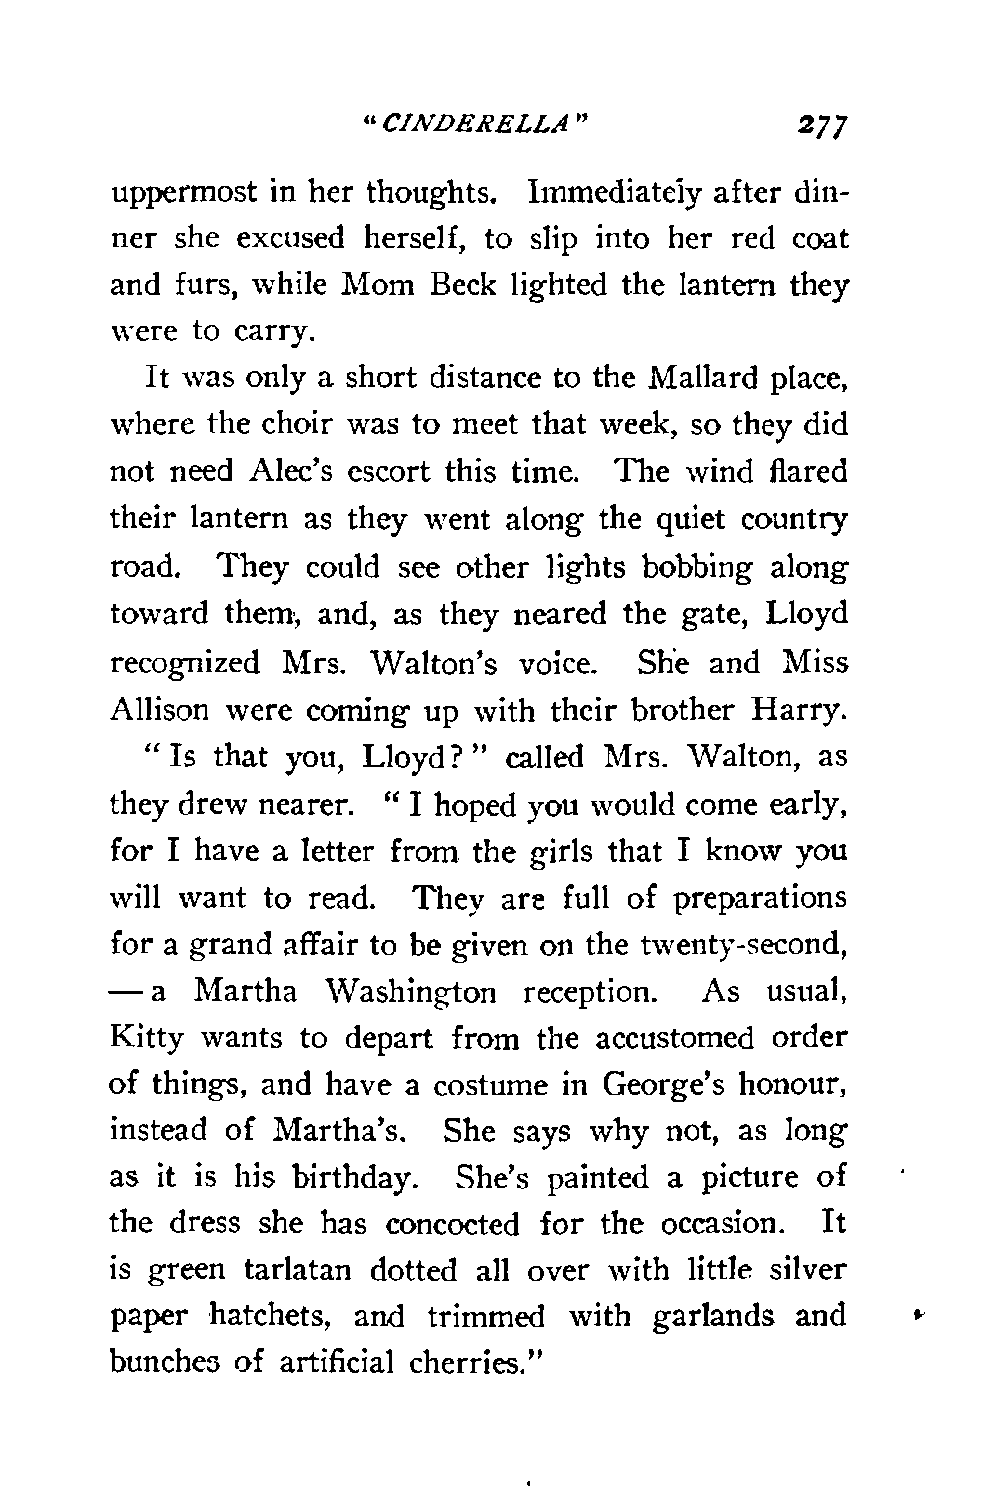 " CINDERELLA " 277
uppermost in her thoughts. Immediately after din-
ner she excused herself, to slip into her red coat
and furs, while Mom Beck lighted the lantern they
were to carry.
It was only a short distance to the Mallard place,
where the choir was to meet that week, so they did
not need Alec's escort this time. The wind flared
their lantern as they went along the quiet country
road. They could see other lights bobbing along
toward them, and, as they neared the gate, Lloyd
recognized Mrs. Walton's voice. She and Miss
Allison were coming up with their brother Harry.
" Is that you, Lloyd? " called Mrs. Walton, as
they drew nearer. " I hoped you would come early,
for I have a letter from the girls that I know you
will want to read. They are full of preparations
for a grand affair to be given on the twenty-second,
— a Martha Washington reception. As usual,
Kitty wants to depart from the accustomed order
of things, and have a costume in George's honour,
instead of Martha's. She says why not, as long
as it is his birthday. She's painted a picture of
the dress she has concocted for the occasion. It
is green tarlatan dotted all over with little silver
paper hatchets, and trimmed with garlands and
bunches of artificial cherries."